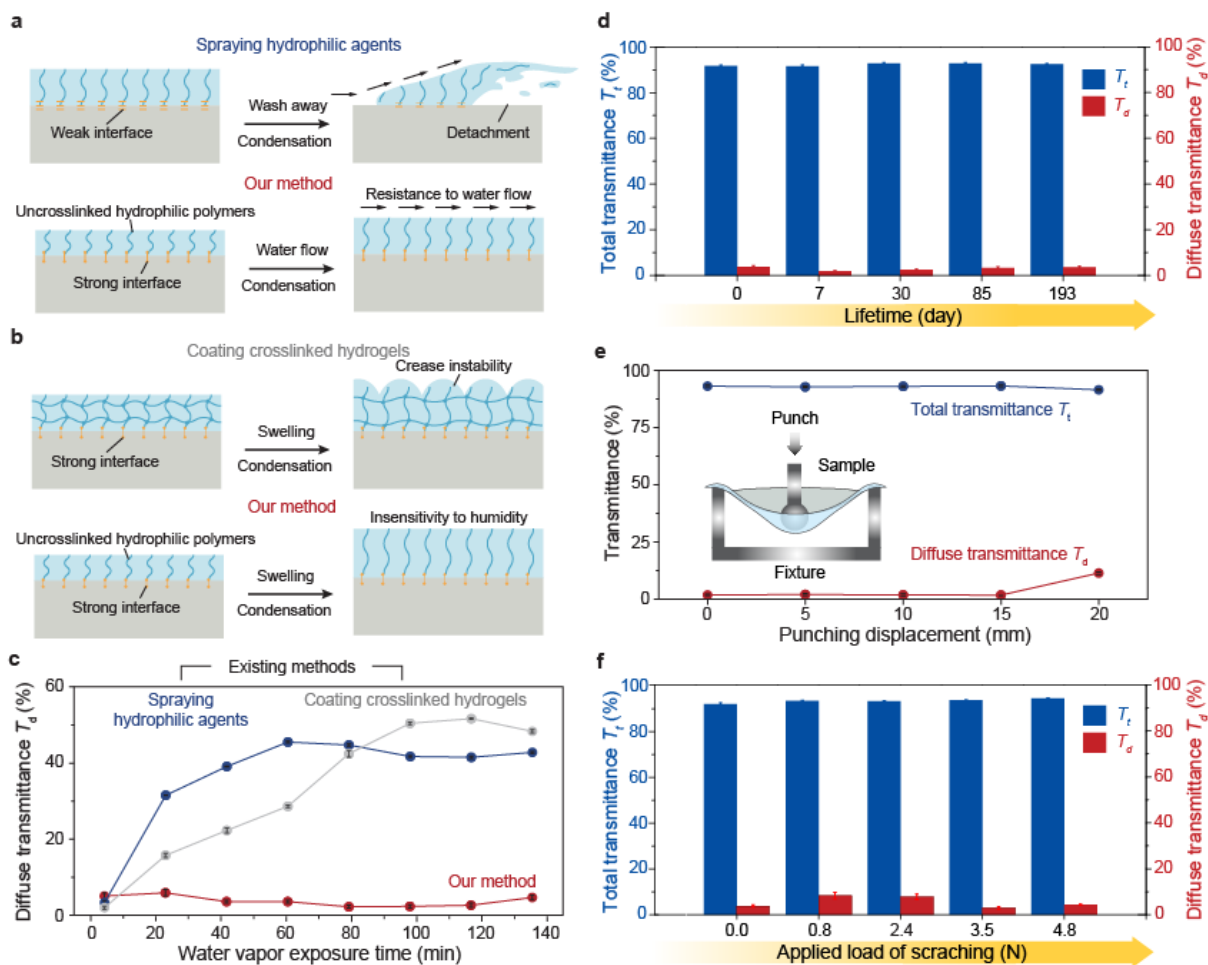 a
Spraying hydrophilic agents
Weak interface
Wash away
Condensation
Detachment
Our method
Uncrosslinked hydrophilic polymers
Strong interface
Water flow
Condensation
Resistance to water flow
b
Coating crosslinked hydrogels
Strong interface
Swelling
Condensation
Crease instability
Our method
Uncrosslinked hydrophilic polymers
Strong interface
Swelling
Condensation
Insensitivity to humidity
c
Existing methods
Spraying
hydrophilic agents
Coating crosslinked hydrogels
Our method
Diffuse transmittance Td (%)
60
40
20
0
0 20 40 60 80 100 120 140
Water vapor exposure time (min)
d
Total transmittance Tt (%)
100
80
60
40
20
0
Tt
Td
100
80
60
40
20
0
Diffuse transmittance Td (%)
0 7 30 85 193
Lifetime (day)
e
Transmittance (%)
100
75
50
25
0
Total transmittance Tt
Punch
Sample
Fixture
Diffuse transmittance Td
0 5 10 15 20
Punching displacement (mm)
f
Total transmittance Tt (%)
100
80
60
40
20
0
Tt
Td
100
80
60
40
20
0
Diffuse transmittance Td (%)
0.0 0.8 2.4 3.5 4.8
Applied load of scraching (N)